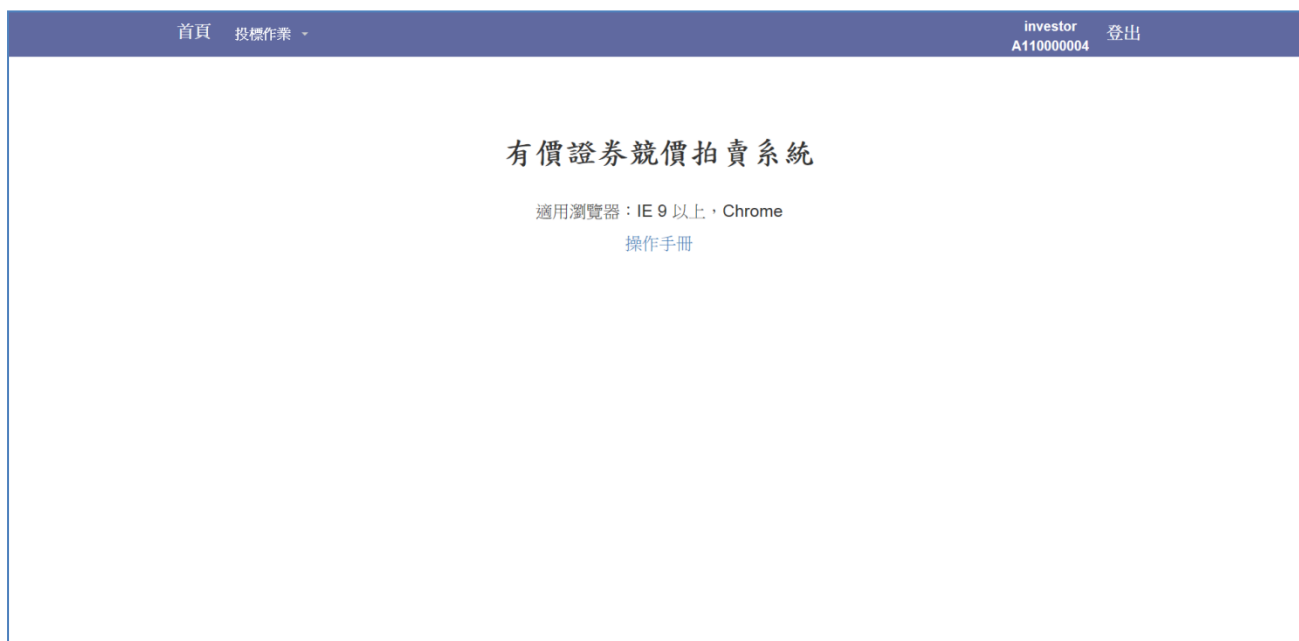 首頁 投標作業
investor
A110000004
登出
有價證券競價拍賣系統
適用瀏覽器：IE 9 以上，Chrome
操作手冊